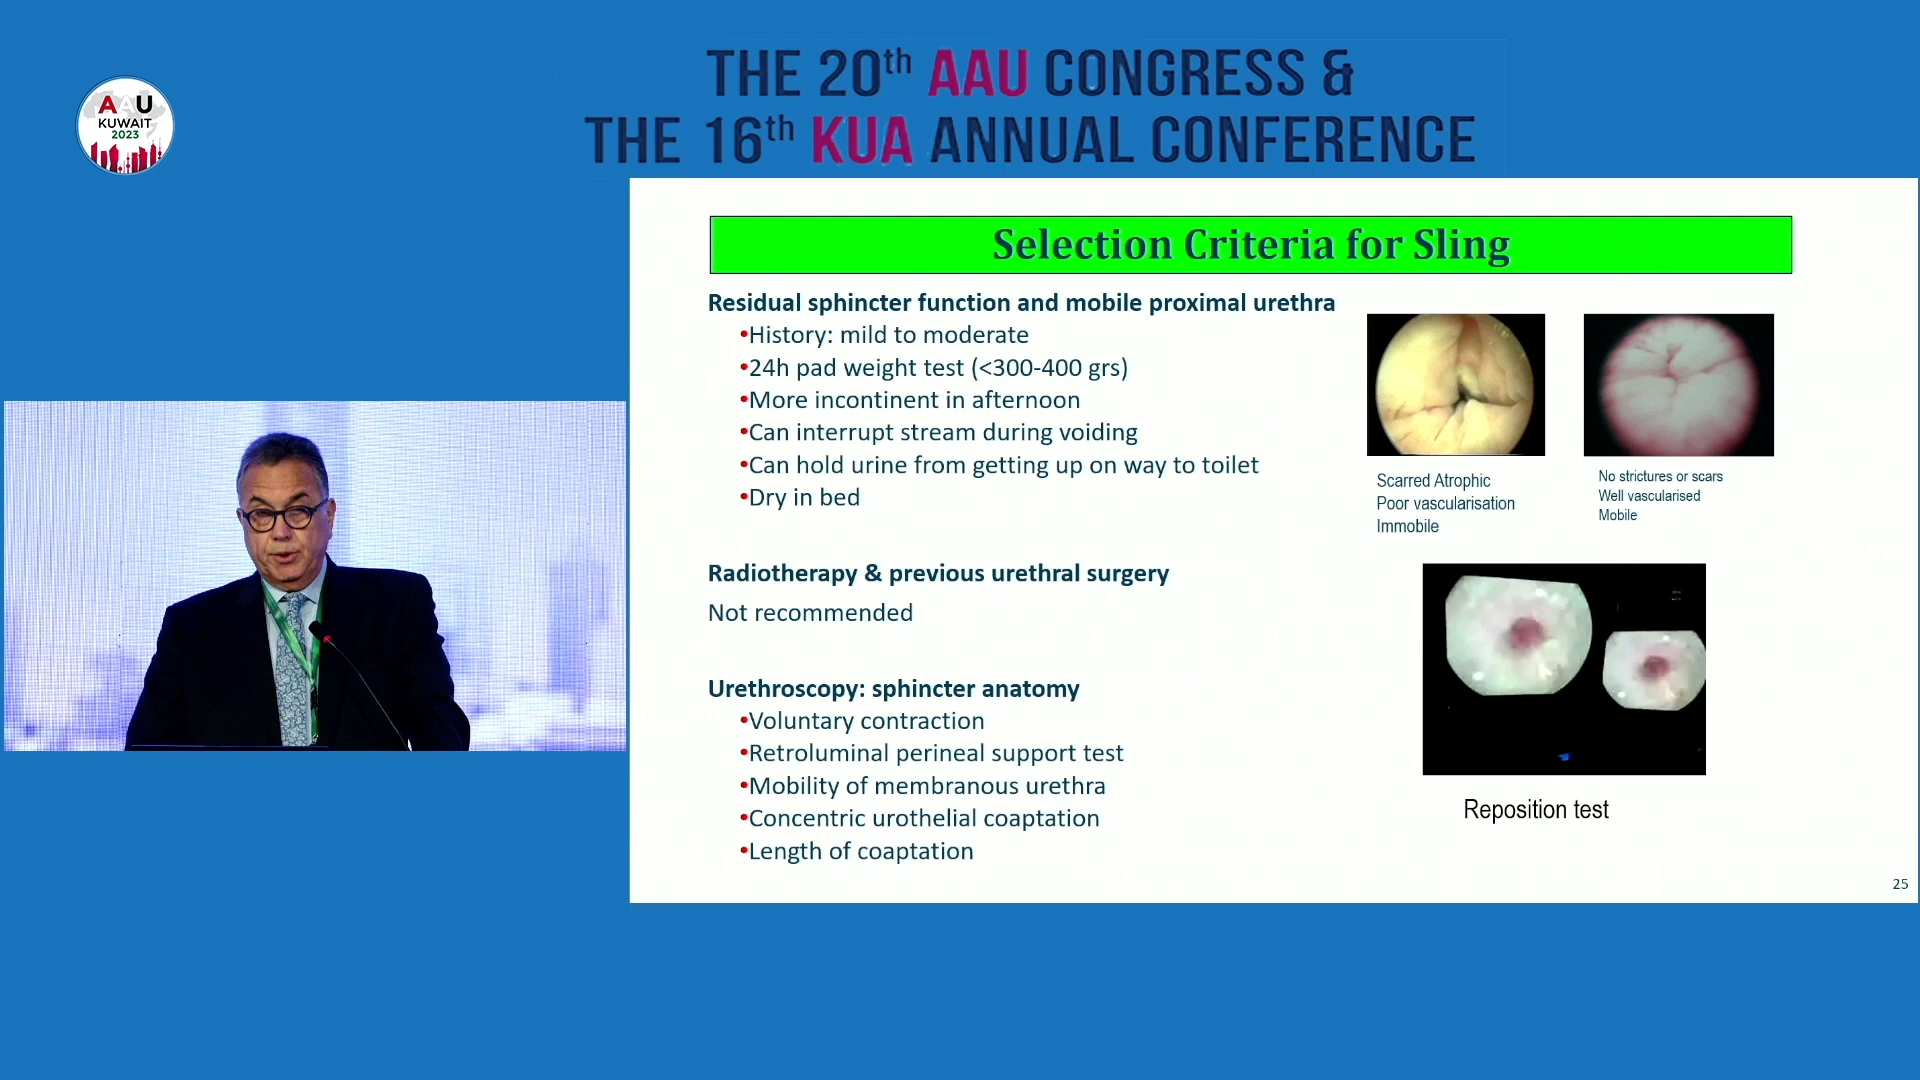 THE 20th AAU CONGRESS &
THE 16th KUA ANNUAL CONFERENCE
AAU
KUWAIT
2023
Selection Criteria for Sling
Residual sphincter function and mobile proximal urethra
•History: mild to moderate
•24h pad weight test (<300-400 grs)
•More incontinent in afternoon
•Can interrupt stream during voiding
•Can hold urine from getting up on way to toilet
•Dry in bed
Radiotherapy & previous urethral surgery
Not recommended
Urethroscopy: sphincter anatomy
•Voluntary contraction
•Retroluminal perineal support test
•Mobility of membranous urethra
•Concentric urothelial coaptation
•Length of coaptation
Scarred Atrophic
Poor vascularisation
Immobile
No strictures or scars
Well vascularised
Mobile
Reposition test
25